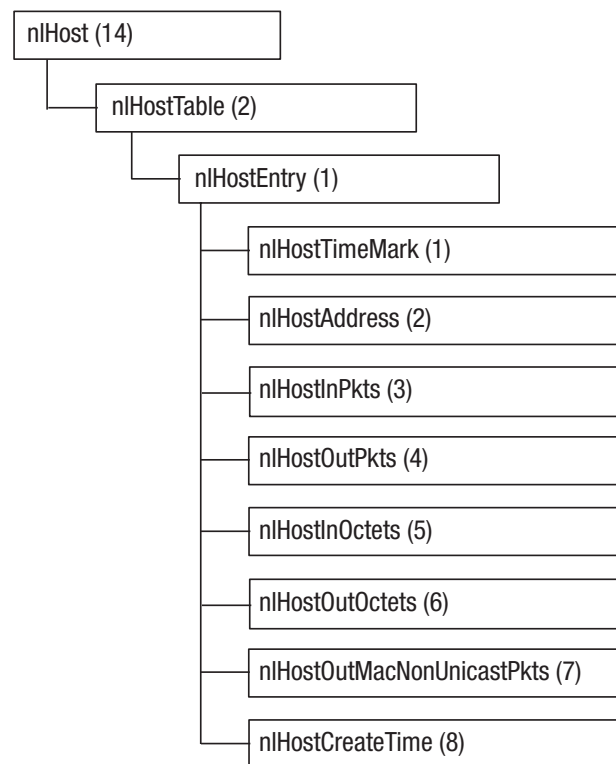 nlHost (14)
nlHostTable (2)
nlHostEntry (1)
nlHostTimeMark (1)
nlHostAddress (2)
nlHostInPkts (3)
nlHostOutPkts (4)
nlHostInOctets (5)
nlHostOutOctets (6)
nlHostOutMacNonUnicastPkts (7)
nlHostCreateTime (8)